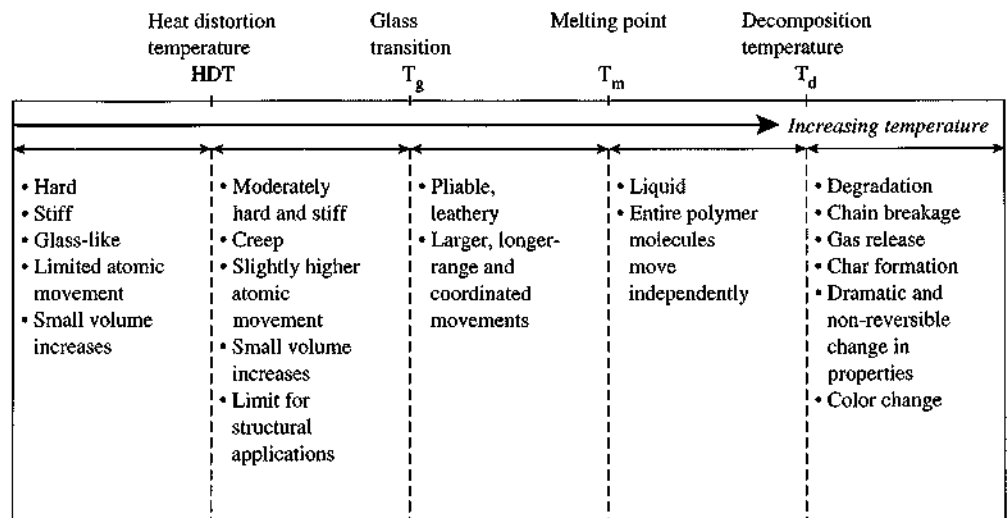 Heat distortion
temperature
HDT
Glass
transition
Tg
Melting point
Tm
Decomposition
temperature
Td
Increasing temperature
• Hard
• Stiff
• Glass-like
• Limited atomic
movement
• Small volume
increases
• Moderately
hard and stiff
• Creep
• Slightly higher
atomic
movement
• Small volume
increases
• Limit for
structural
applications
• Pliable,
leathery
• Larger, longer-
range and
coordinated
movements
• Liquid
• Entire polymer
molecules
move
independently
• Degradation
• Chain breakage
• Gas release
• Char formation
• Dramatic and
non-reversible
change in
properties
• Color change